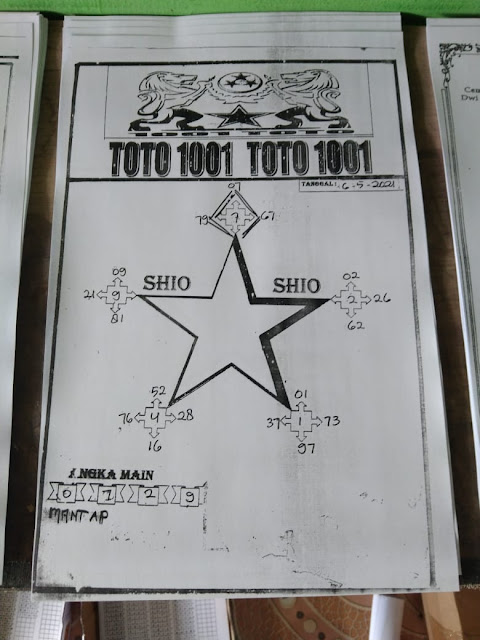 TOTO 1001 TOTO 1001
TANGGAL: 6-5-2021
07
79 7 67
SHIO SHIO
09
21 9
81
02
2 26
62
52
76 4 28
16
01
37 1 73
97
ANGKA MAIN
0 1 2 9
MANTAP
Dwi